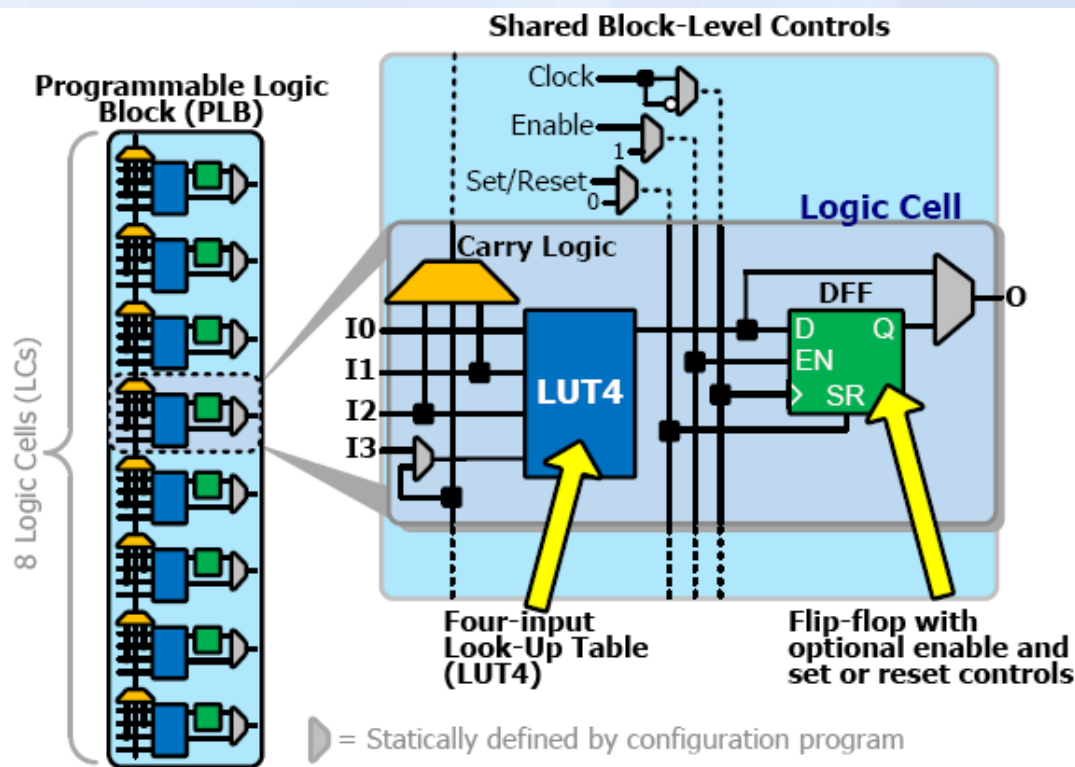 Shared Block-Level Controls
Programmable Logic
Block (PLB)
8 Logic Cells (LCs)
Clock
Enable
1
Set/Reset
0
Logic Cell
Carry Logic
I0
I1
I2
I3
LUT4
DFF
D
Q
EN
SR
O
Four-input
Look-Up Table
(LUT4)
Flip-flop with
optional enable and
set or reset controls
= Statically defined by configuration program